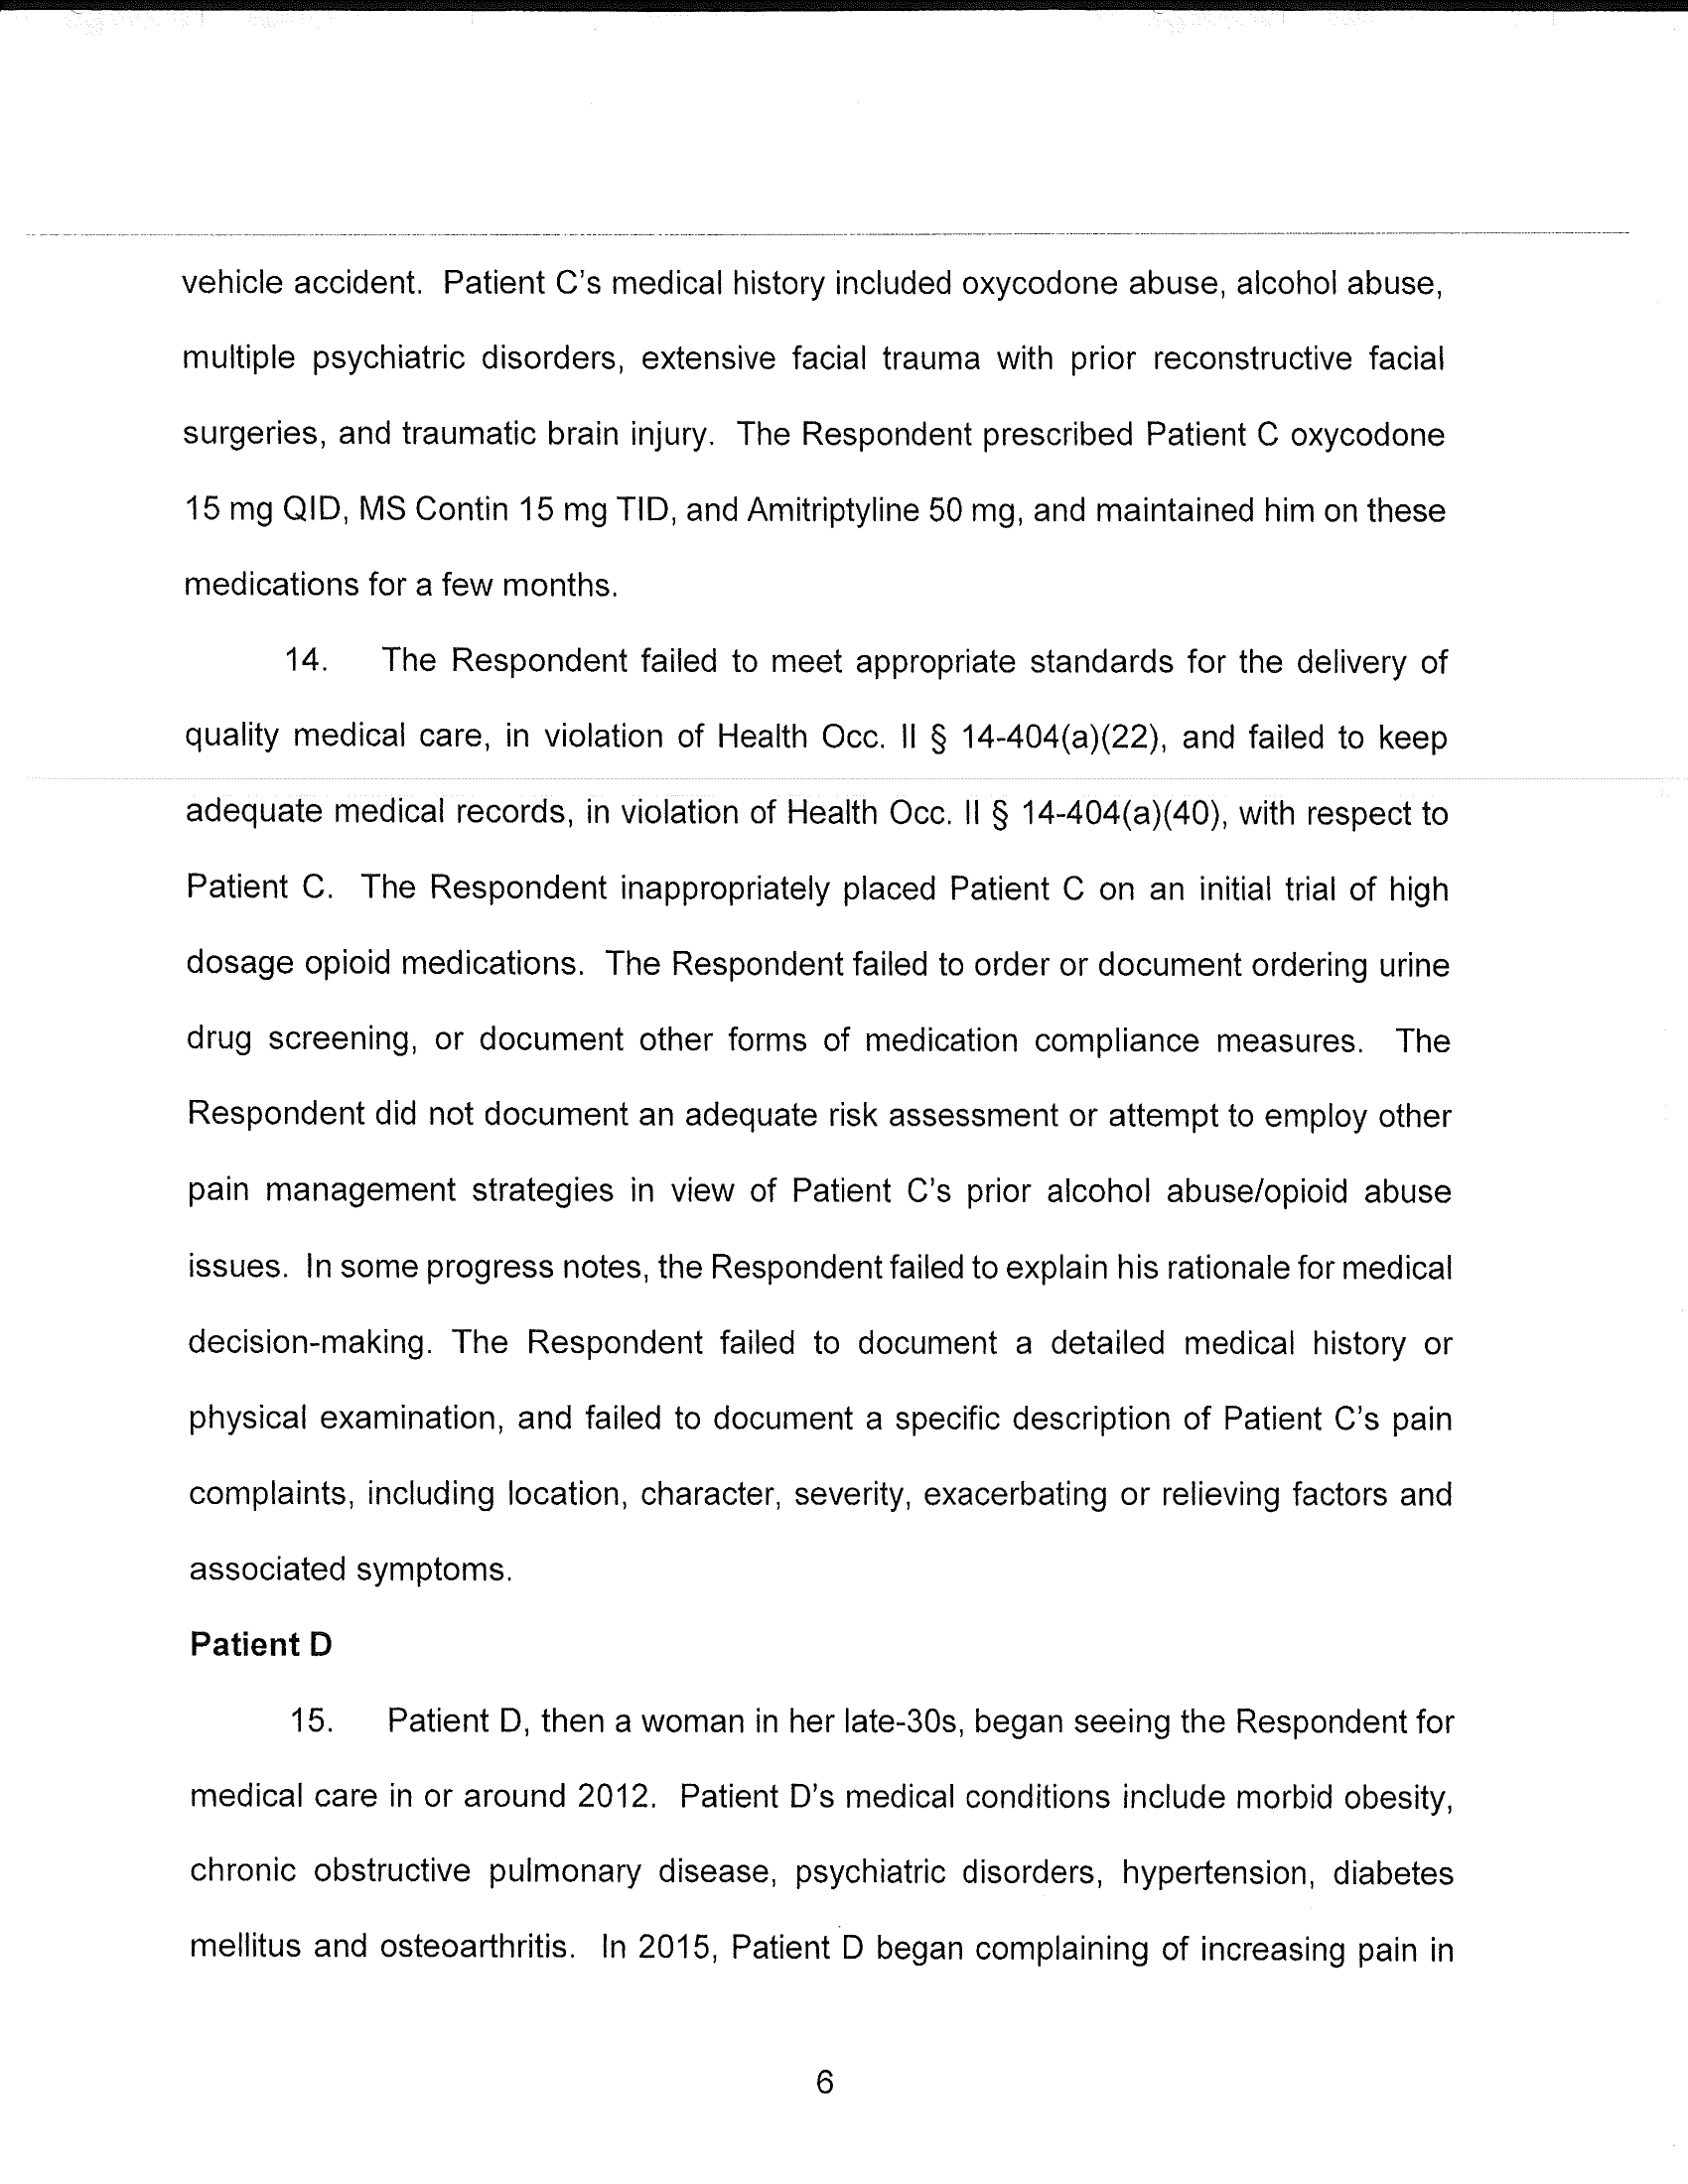 vehicle accident.  Patient C's medical history included oxycodone abuse, alcohol abuse,
multiple psychiatric disorders, extensive facial trauma with prior reconstructive facial
surgeries, and traumatic brain injury.  The Respondent prescribed Patient C oxycodone
15 mg QID, MS Contin 15 mg TID, and Amitriptyline 50 mg, and maintained him on these
medications for a few months.
14.  The Respondent failed to meet appropriate standards for the delivery of
quality medical care, in violation of Health Occ. II § 14-404(a)(22), and failed to keep
adequate medical records, in violation of Health Occ. II § 14-404(a)(40), with respect to
Patient C.  The Respondent inappropriately placed Patient C on an initial trial of high
dosage opioid medications.  The Respondent failed to order or document ordering urine
drug screening, or document other forms of medication compliance measures.  The
Respondent did not document an adequate risk assessment or attempt to employ other
pain management strategies in view of Patient C's prior alcohol abuse/opioid abuse
issues.  In some progress notes, the Respondent failed to explain his rationale for medical
decision-making. The Respondent failed to document a detailed medical history or
physical examination, and failed to document a specific description of Patient C's pain
complaints, including location, character, severity, exacerbating or relieving factors and
associated symptoms.
Patient D
15.  Patient D, then a woman in her late-30s, began seeing the Respondent for
medical care in or around 2012.  Patient D's medical conditions include morbid obesity,
chronic obstructive pulmonary disease, psychiatric disorders, hypertension, diabetes
mellitus and osteoarthritis.  In 2015, Patient D began complaining of increasing pain in
6